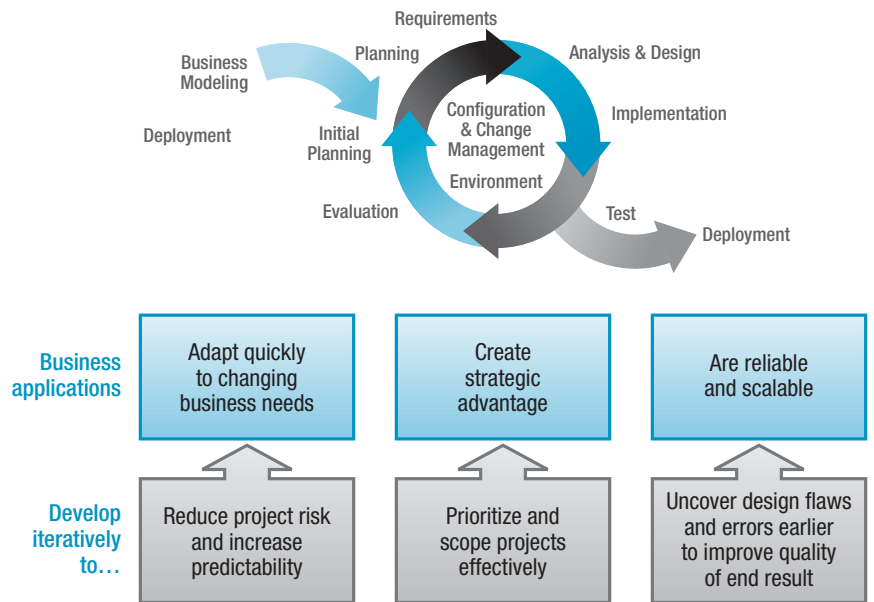 Requirements
Planning
Analysis & Design
Business
Modeling
Implementation
Configuration
& Change
Management
Deployment
Initial
Planning
Environment
Evaluation
Test
Deployment
Business
applications
Adapt quickly
to changing
business needs
Create
strategic
advantage
Are reliable
and scalable
Develop
iteratively
to…
Reduce project risk
and increase
predictability
Prioritize and
scope projects
effectively
Uncover design flaws
and errors earlier
to improve quality
of end result